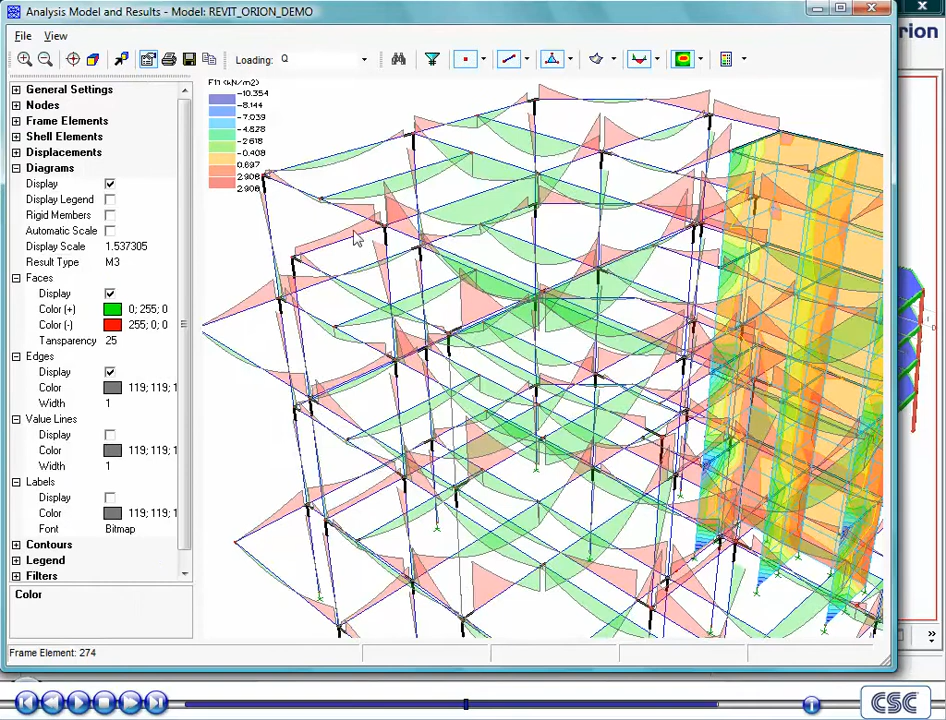 Analysis Model and Results - Model: REVIT_ORION_DEMO
File View
Loading: Q
orion
General Settings
Nodes
Frame Elements
Shell Elements
Displacements
Diagrams
Display
Display Legend
Rigid Members
Automatic Scale
Display Scale 1.537305
Result Type M3
Faces
Display
Color (+) 0; 255; 0
Color (-) 255; 0; 0
Transparency 25
Edges
Display
Color 119; 119; 1
Width 1
Value Lines
Display
Color 119; 119; 1
Width 1
Labels
Display
Color 119; 119; 1
Font Bitmap
Contours
Legend
Filters
Color
F11 (kN/m2)
-10.354
-8.144
-7.039
-4.828
-2.618
-0.408
0.697
2.908
2.908
Frame Element: 274
CSC